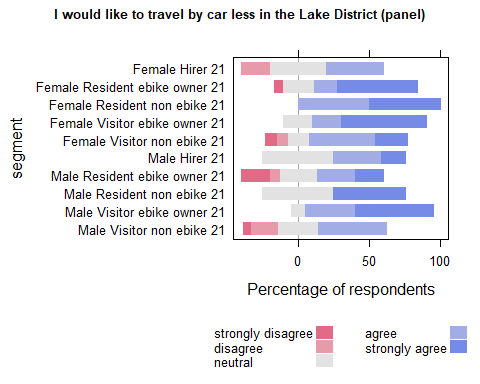 I would like to travel by car less in the Lake District (panel)
segment
Female Hirer 21
Female Resident ebike owner 21
Female Resident non ebike 21
Female Visitor ebike owner 21
Female Visitor non ebike 21
Male Hirer 21
Male Resident ebike owner 21
Male Resident non ebike 21
Male Visitor ebike owner 21
Male Visitor non ebike 21
0 50 100
Percentage of respondents
strongly disagree agree
disagree strongly agree
neutral